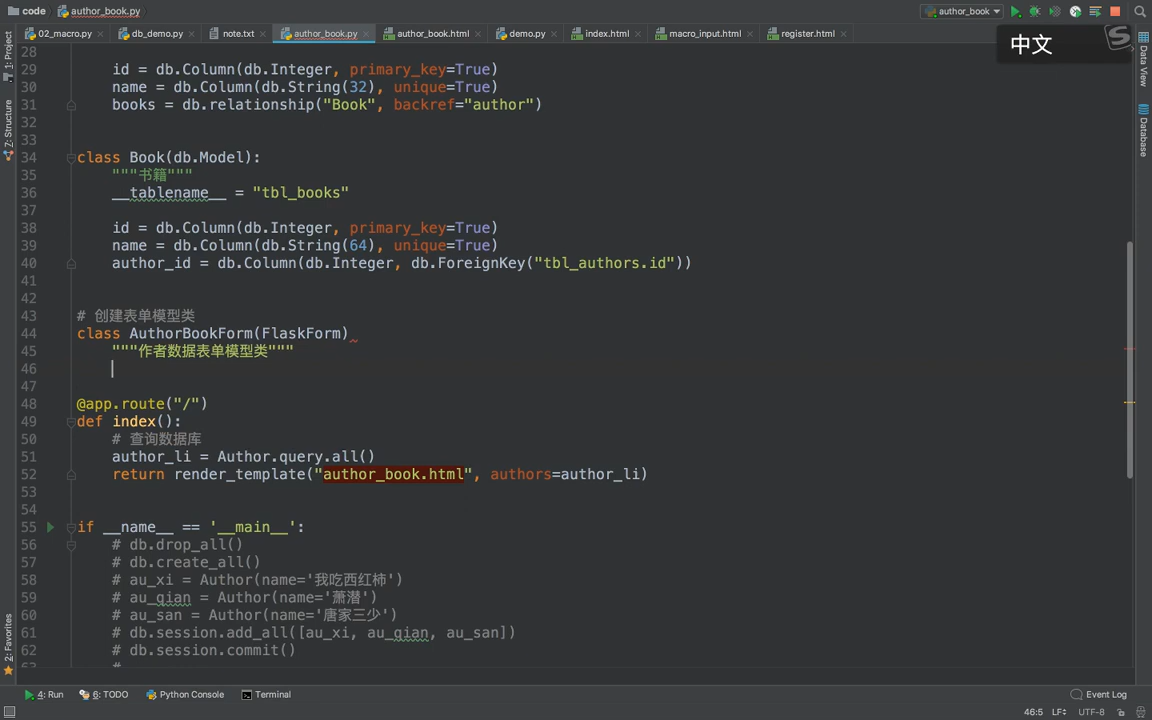 code author_book.py author_book
02_macro.py db_demo.py note.txt author_book.py author_book.html demo.py index.html macro_input.html register.html
中文
1: Project
Z: Structure
2: Favorites
Data View
Database
28
29 id = db.Column(db.Integer, primary_key=True)
30 name = db.Column(db.String(32), unique=True)
31 books = db.relationship("Book", backref="author")
32
33
34 class Book(db.Model):
35 """书籍"""
36 __tablename__ = "tbl_books"
37
38 id = db.Column(db.Integer, primary_key=True)
39 name = db.Column(db.String(64), unique=True)
40 author_id = db.Column(db.Integer, db.ForeignKey("tbl_authors.id"))
41
42
43 # 创建表单模型类
44 class AuthorBookForm(FlaskForm)
45 """作者数据表单模型类"""
46
47
48 @app.route("/")
49 def index():
50 # 查询数据库
51 author_li = Author.query.all()
52 return render_template("author_book.html", authors=author_li)
53
54
55 if __name__ == '__main__':
56 # db.drop_all()
57 # db.create_all()
58 # au_xi = Author(name='我吃西红柿')
59 # au_qian = Author(name='萧潜')
60 # au_san = Author(name='唐家三少')
61 # db.session.add_all([au_xi, au_qian, au_san])
62 # db.session.commit()
63 #
4: Run 6: TODO Python Console Terminal Event Log
46:5 LF÷ UTF-8